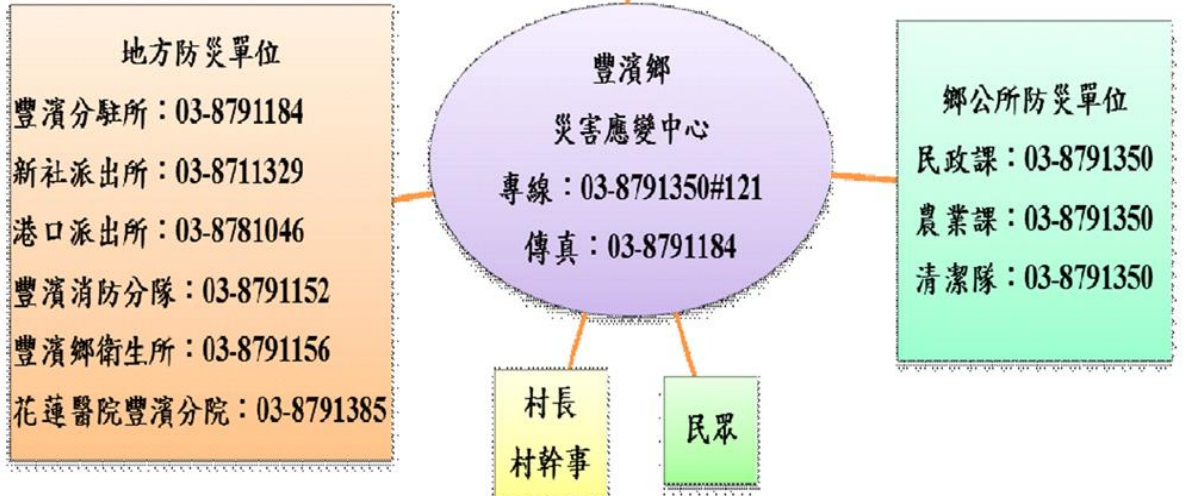 地方防災單位
豐濱分駐所：03-8791184
新社派出所：03-8711329
港口派出所：03-8781046
豐濱消防分隊：03-8791152
豐濱鄉衛生所：03-8791156
花蓮醫院豐濱分院：03-8791385
豐濱鄉
災害應變中心
專線：03-8791350#121
傳真：03-8791184
鄉公所防災單位
民政課：03-8791350
農業課：03-8791350
清潔隊：03-8791350
村長
村幹事
民眾